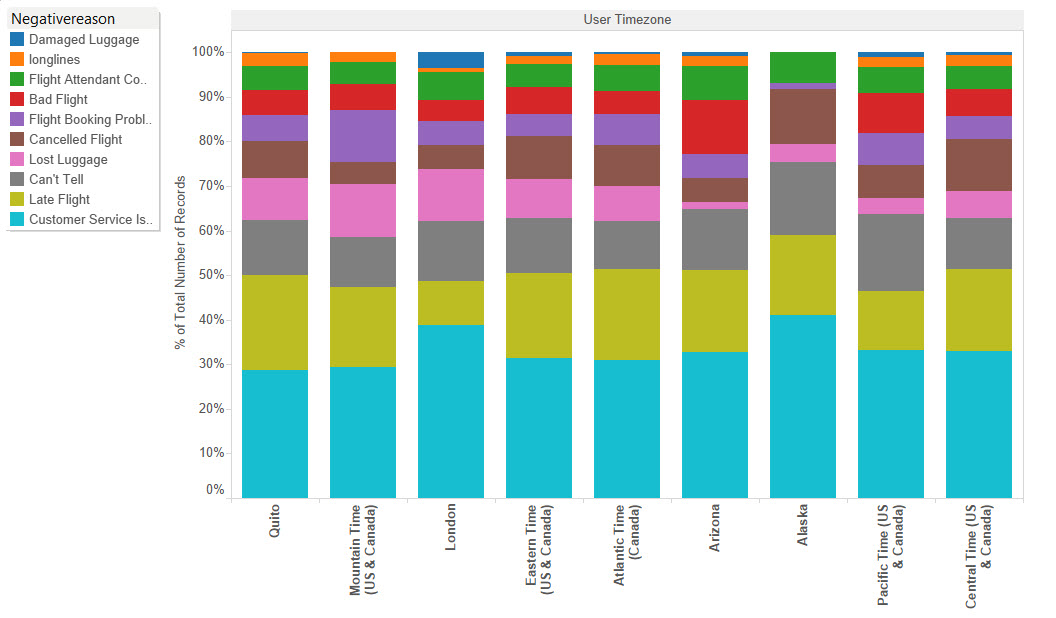 Negativereason
Damaged Luggage
longlines
Flight Attendant Co..
Bad Flight
Flight Booking Probl..
Cancelled Flight
Lost Luggage
Can't Tell
Late Flight
Customer Service Is..
User Timezone
% of Total Number of Records
100%
90%
80%
70%
60%
50%
40%
30%
20%
10%
0%
Quito
Mountain Time
(US & Canada)
London
Eastern Time
(US & Canada)
Atlantic Time
(Canada)
Arizona
Alaska
Pacific Time (US
& Canada)
Central Time (US
& Canada)